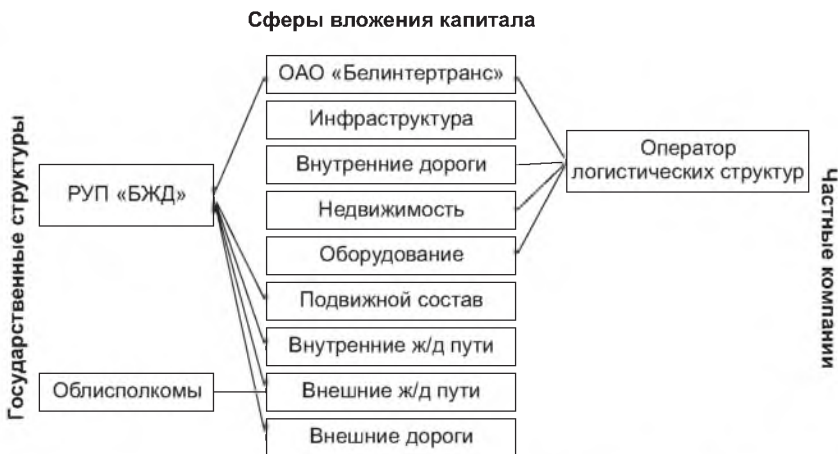 Сферы вложения капитала
Государственные структуры
РУП «БЖД»
Облисполкомы
ОАО «Белинтертранс»
Инфраструктура
Внутренние дороги
Недвижимость
Оборудование
Подвижной состав
Внутренние ж/д пути
Внешние ж/д пути
Внешние дороги
Оператор
логистических структур
Частные компании